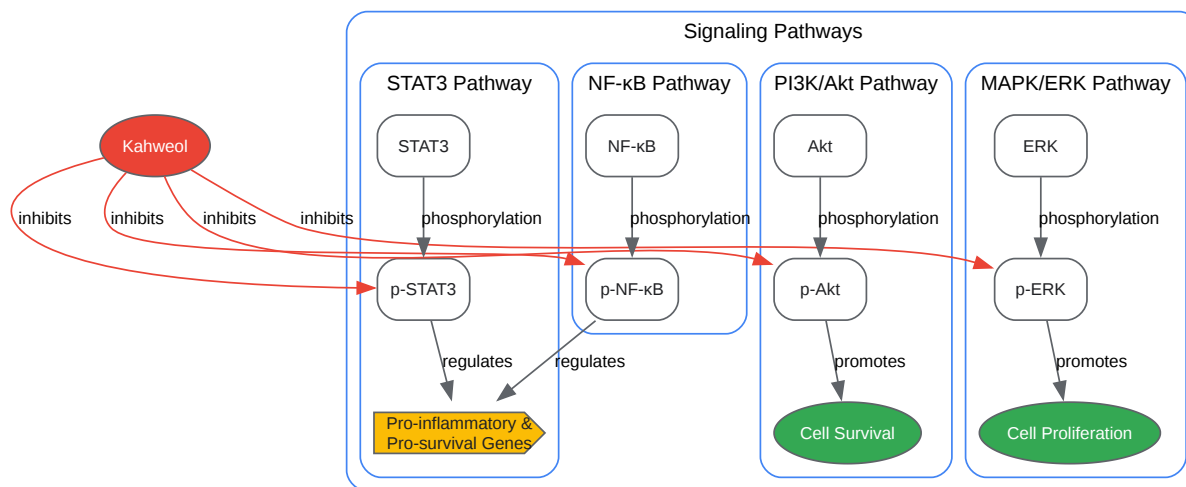 Signaling Pathways
STAT3 Pathway
NF-κB Pathway
PI3K/Akt Pathway
MAPK/ERK Pathway
Kahweol
STAT3
NF-κB
Akt
ERK
inhibits
inhibits
inhibits
inhibits
phosphorylation
phosphorylation
phosphorylation
phosphorylation
p-STAT3
p-NF-κB
p-Akt
p-ERK
regulates
regulates
promotes
promotes
Pro-inflammatory &
Pro-survival Genes
Cell Survival
Cell Proliferation